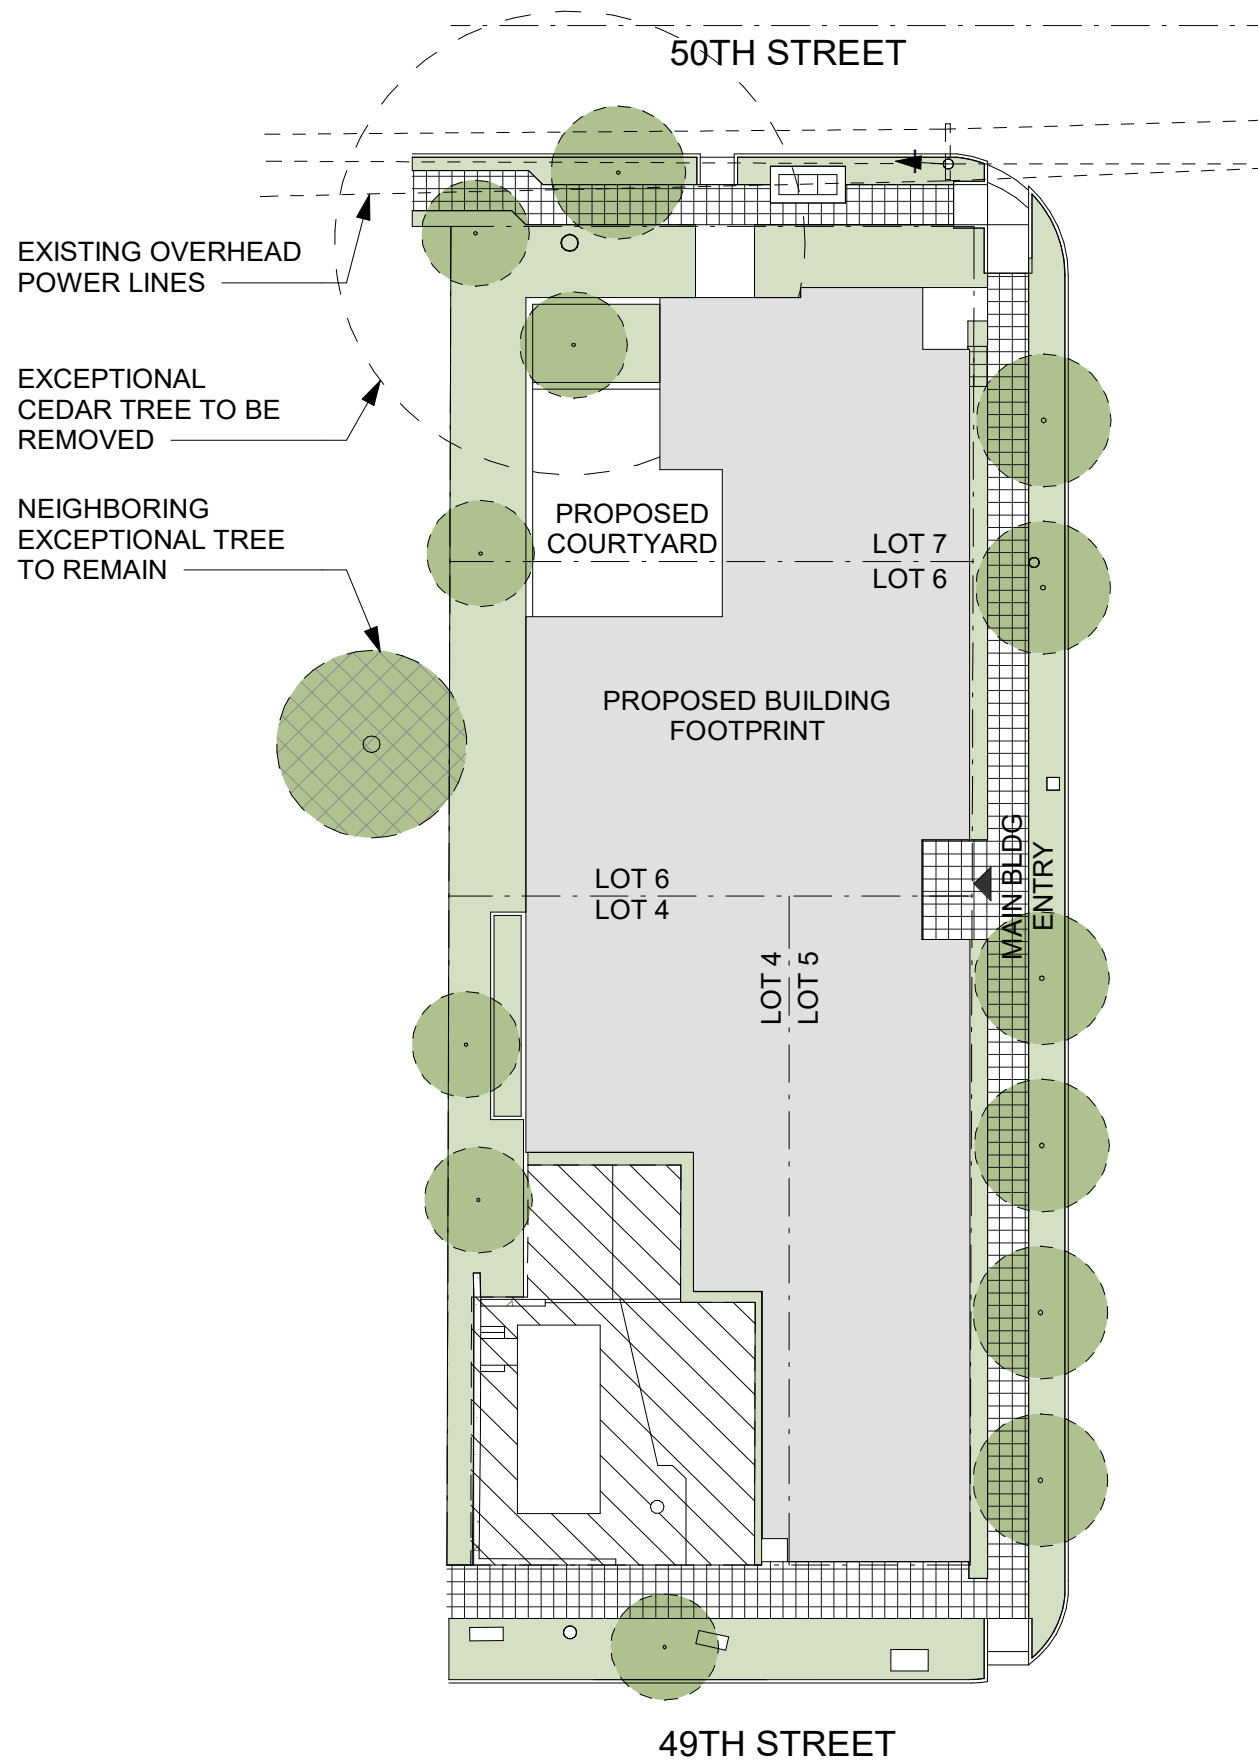 50TH STREET
EXISTING OVERHEAD
POWER LINES
EXCEPTIONAL
CEDAR TREE TO BE
REMOVED
NEIGHBORING
EXCEPTIONAL TREE
TO REMAIN
PROPOSED
COURTYARD
LOT 7
LOT 6
PROPOSED BUILDING
FOOTPRINT
MAIN BLDG
ENTRY
LOT 6
LOT 4
LOT 4
LOT 5
49TH STREET